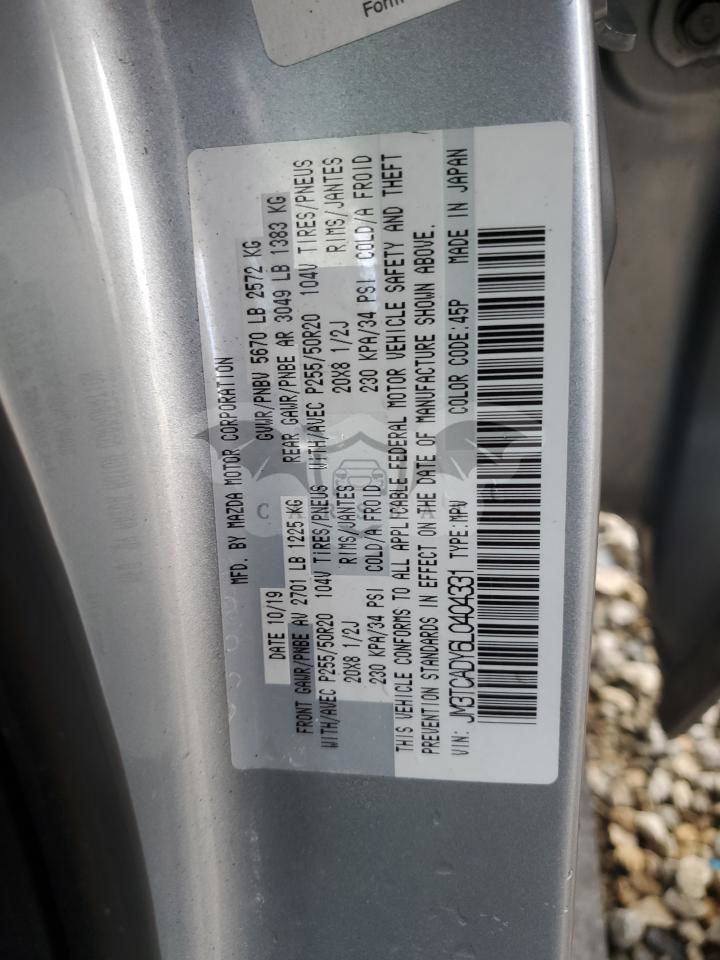 Form
MFD. BY MAZDA MOTOR CORPORATION
DATE 10/19 GVWR/PNBV 5670 LB 2572 KG
FRONT GAWR/PNBE AV 2701 LB 1225 KG REAR GAWR/PNBE AR 3049 LB 1383 KG
WITH/AVEC P255/50R20 104V TIRES/PNEUS WITH/AVEC P255/50R20 104V TIRES/PNEUS
20X8 1/2J RIMS/JANTES 20X8 1/2J RIMS/JANTES
230 KPA/34 PSI COLD/A FROID 230 KPA/34 PSI COLD/A FROID
THIS VEHICLE CONFORMS TO ALL APPLICABLE FEDERAL MOTOR VEHICLE SAFETY AND THEFT
PREVENTION STANDARDS IN EFFECT ON THE DATE OF MANUFACTURE SHOWN ABOVE.
VIN: JM3TCADY6L0404331 TYPE:MPV COLOR CODE:45P MADE IN JAPAN